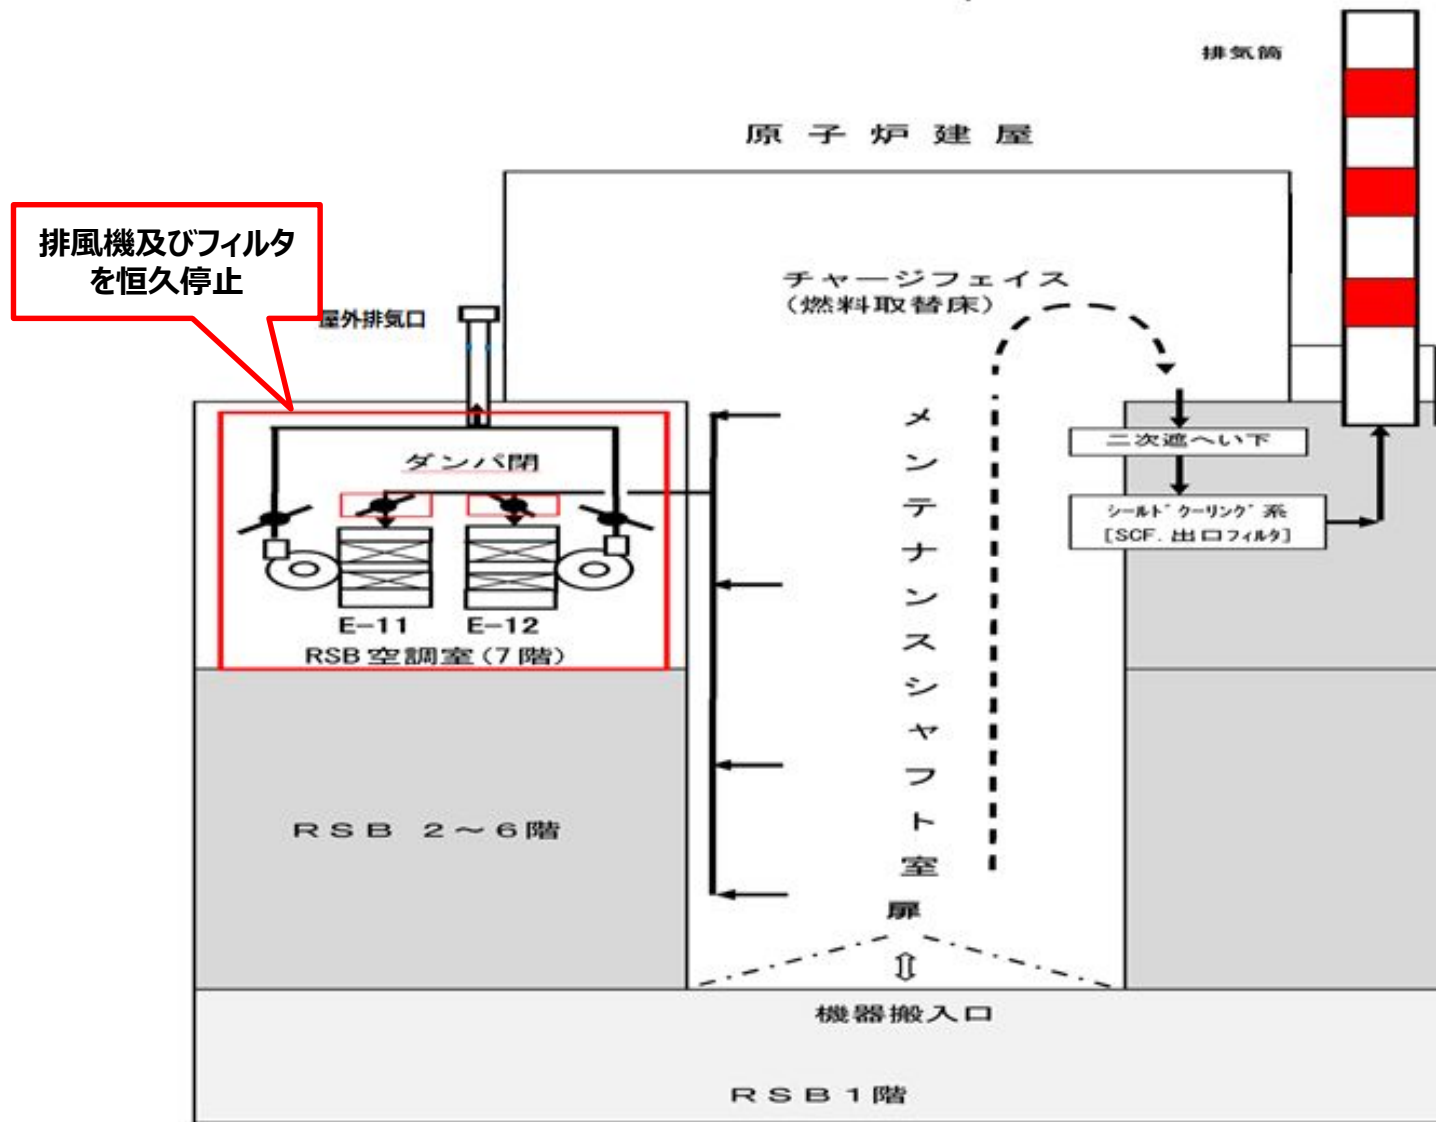 排気筒
原子炉建屋
排風機及びフィルタ
を恒久停止
チャージフェイス
(燃料取替床)
屋外排気口
ダンパ閉
E-11
E-12
RSB空調室(7階)
メンテナンスシャフト室
二次遮へい下
シールドクーリング系
[SCF.出口フィルタ]
RSB 2～6階
扉
機器搬入口
RSB1階